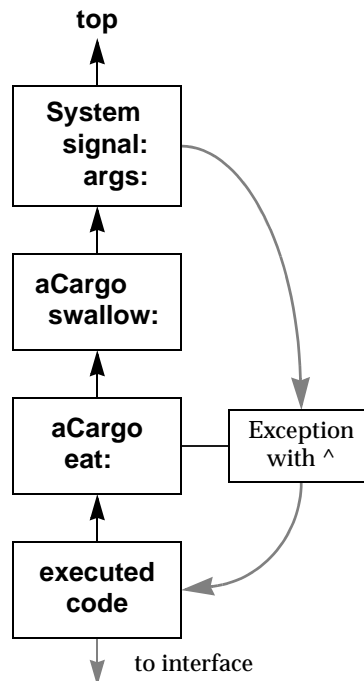 top
System
signal:
args:
aCargo
swallow:
aCargo
eat:
Exception
with ^
executed
code
to interface